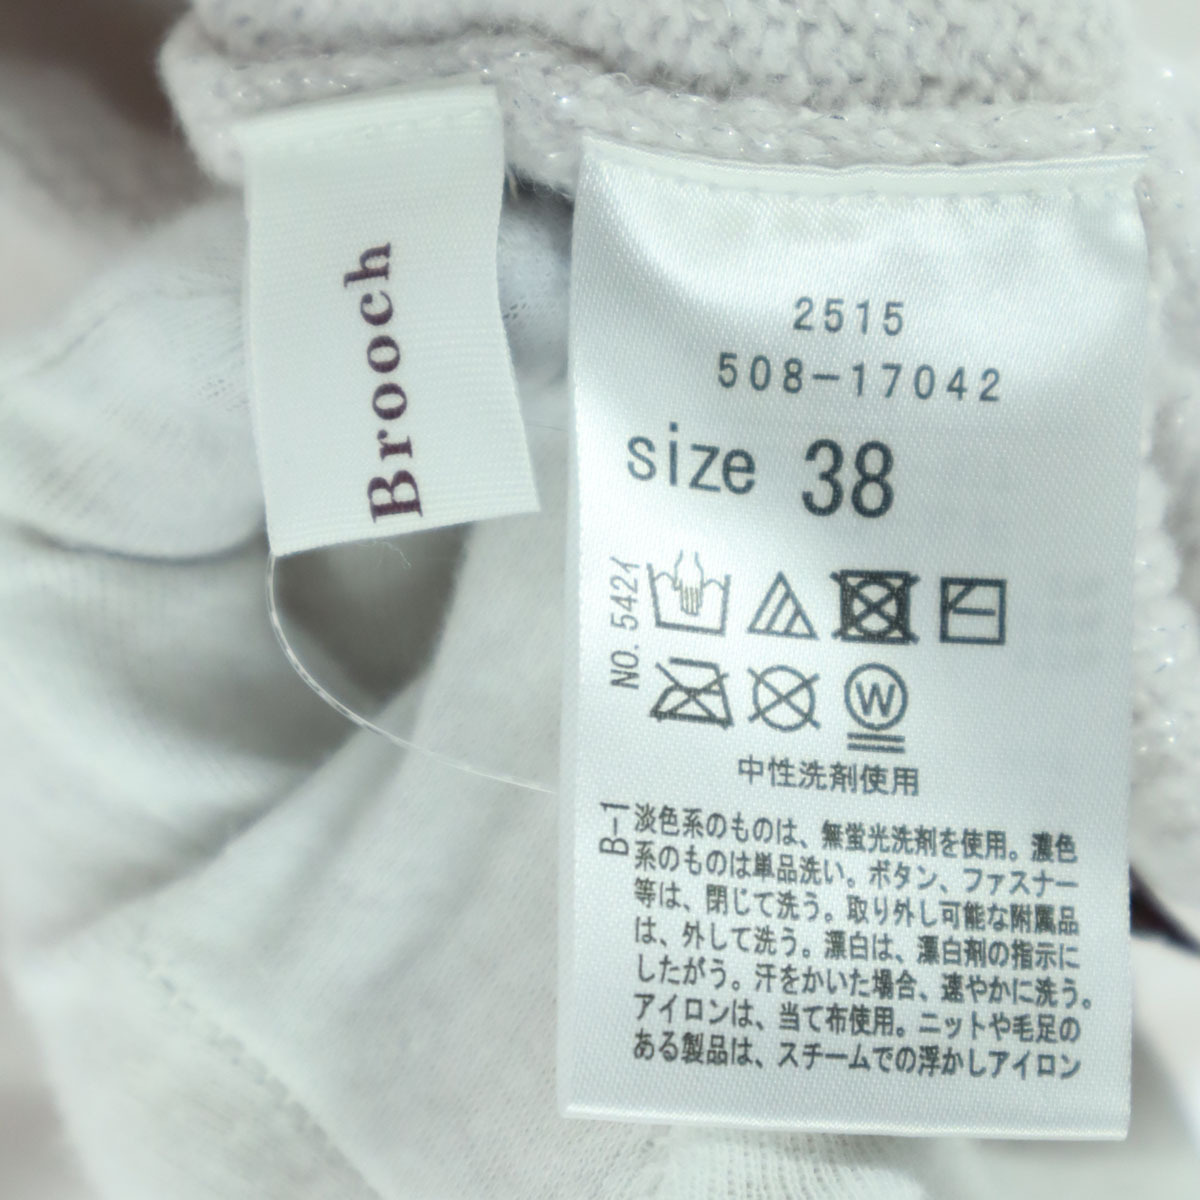 Brooch
2515
508-17042
size 38
NO. 542イ
W
中性洗剤使用
B-1
淡色系のものは、無蛍光洗剤を使用。濃色
系のものは単品洗い。ボタン、ファスナー
等は、閉じて洗う。取り外し可能な附属品
は、外して洗う。漂白は、漂白剤の指示に
したがう。汗をかいた場合、速やかに洗う。
アイロンは、当て布使用。ニットや毛足の
ある製品は、スチームでの浮かしアイロン